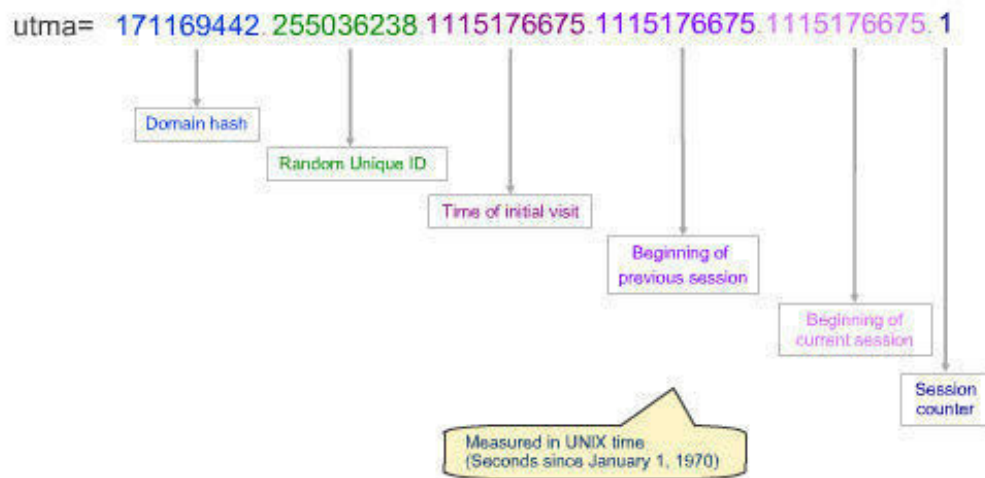 utma= 171169442.255036238.1115176675.1115176675.1115176675.1
Domain hash
Random Unique ID
Time of initial visit
Beginning of
previous session
Beginning of
current session
Session
counter
Measured in UNIX time
(Seconds since January 1, 1970)